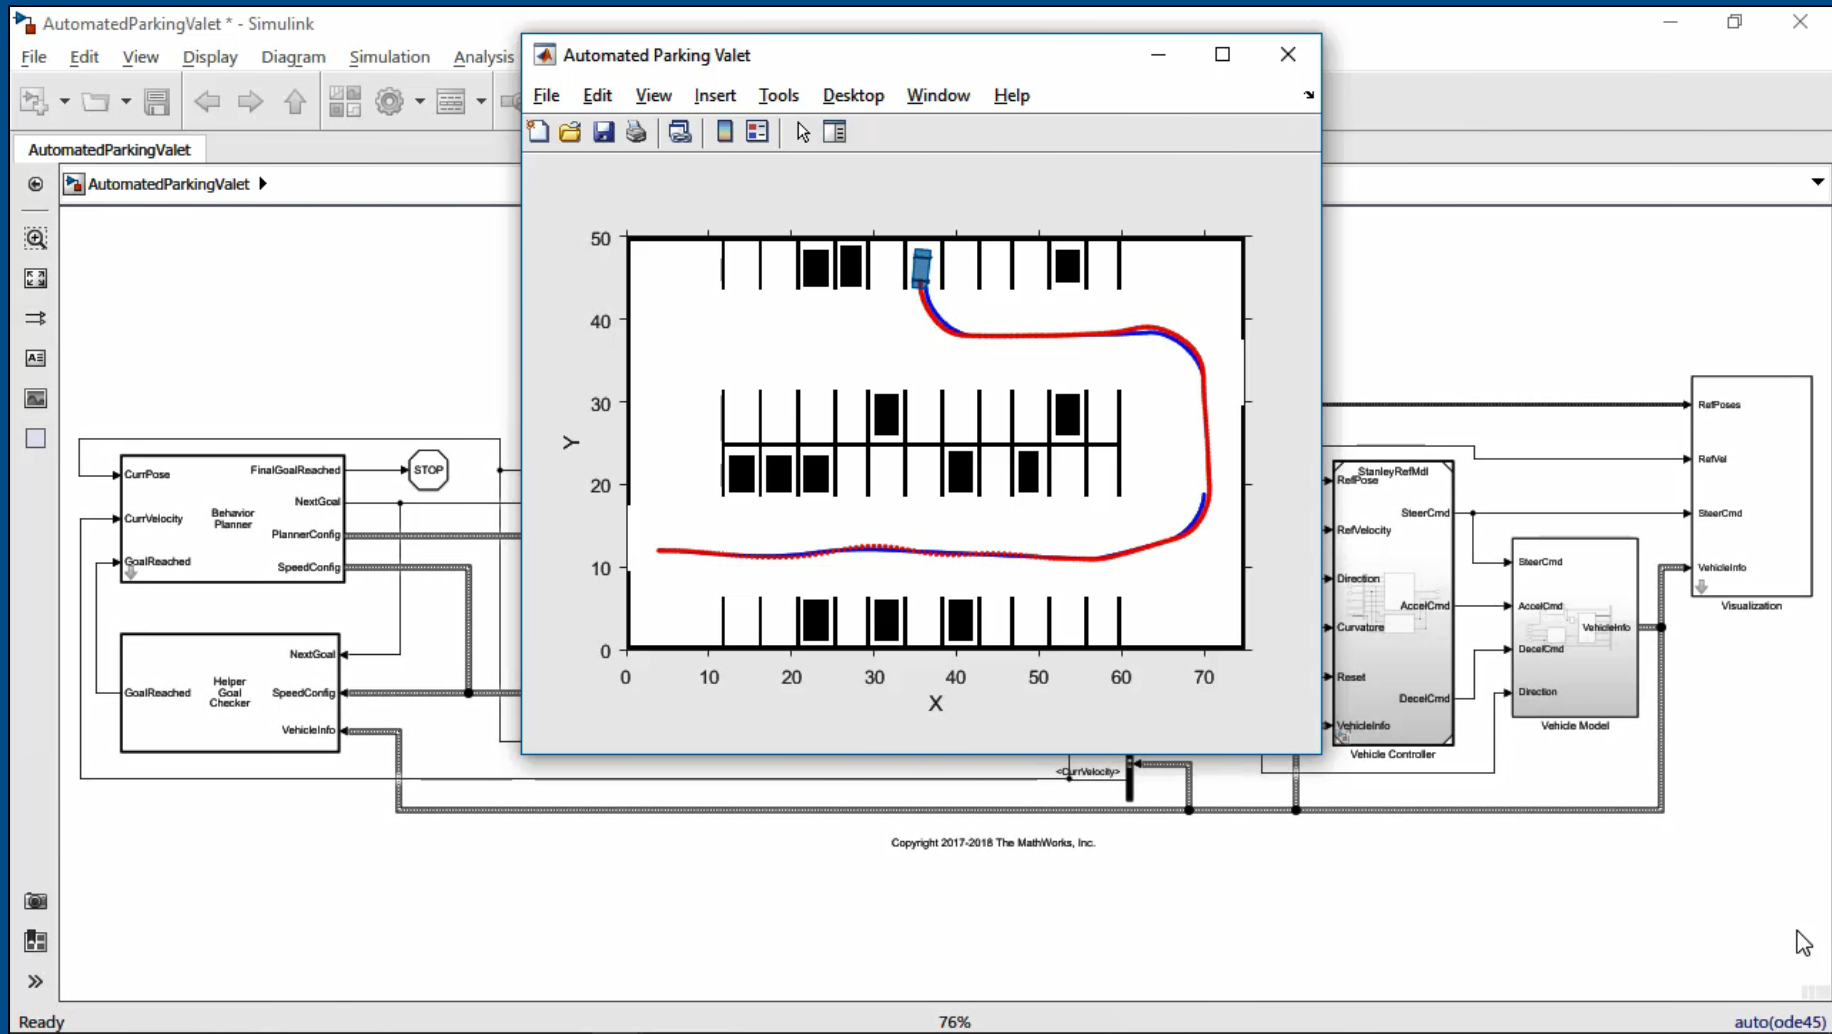 AutomatedParkingValet * - Simulink
File Edit View Display Diagram Simulation Analysis
AutomatedParkingValet
AutomatedParkingValet
Automated Parking Valet
File Edit View Insert Tools Desktop Window Help
50
40
30
20
10
0
Y
0 10 20 30 40 50 60 70
X
CurrPose
CurrVelocity
GoalReached
Behavior
Planner
FinalGoalReached
NextGoal
PlannerConfig
SpeedConfig
STOP
GoalReached
Helper
Goal
Checker
NextGoal
SpeedConfig
VehicleInfo
<CurrVelocity>
StanleyRefMdl
RefPose
RefVelocity
Direction
Curvature
Reset
VehicleInfo
SteerCmd
AccelCmd
DecelCmd
Vehicle Controller
SteerCmd
AccelCmd
DecelCmd
Direction
VehicleInfo
Vehicle Model
RefPoses
RefVel
SteerCmd
VehicleInfo
Visualization
Copyright 2017-2018 The MathWorks, Inc.
Ready
76%
auto(ode45)